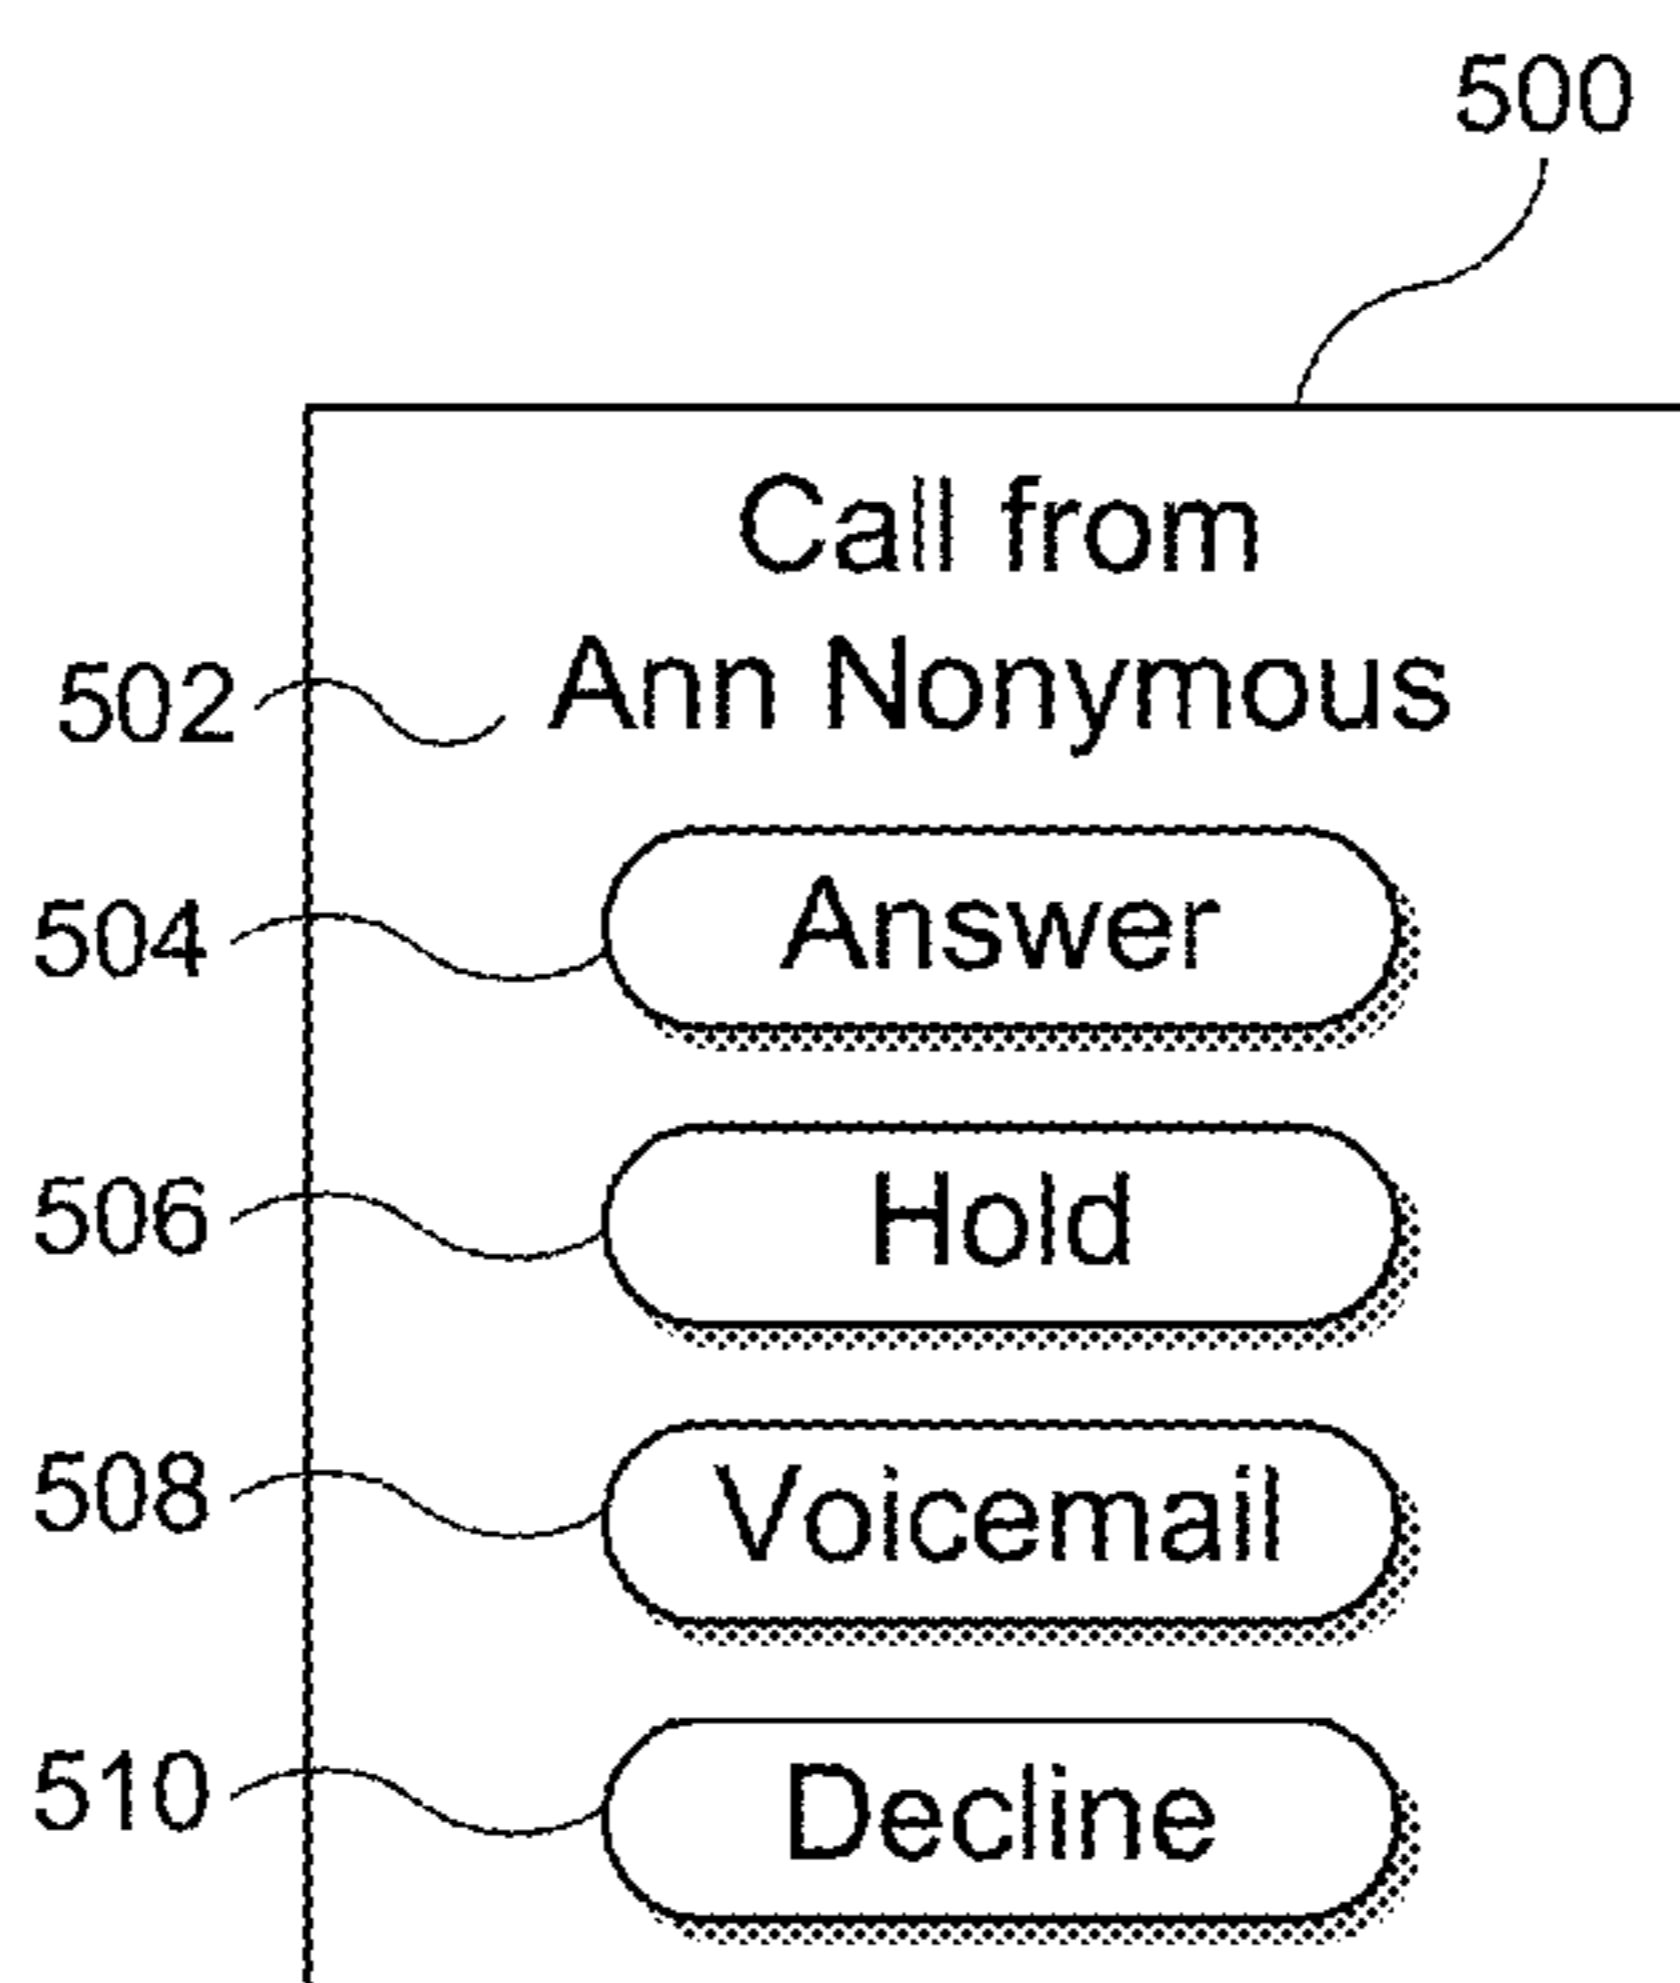 500
Call from
502 Ann Nonymous
504 Answer
506 Hold
508 Voicemail
510 Decline